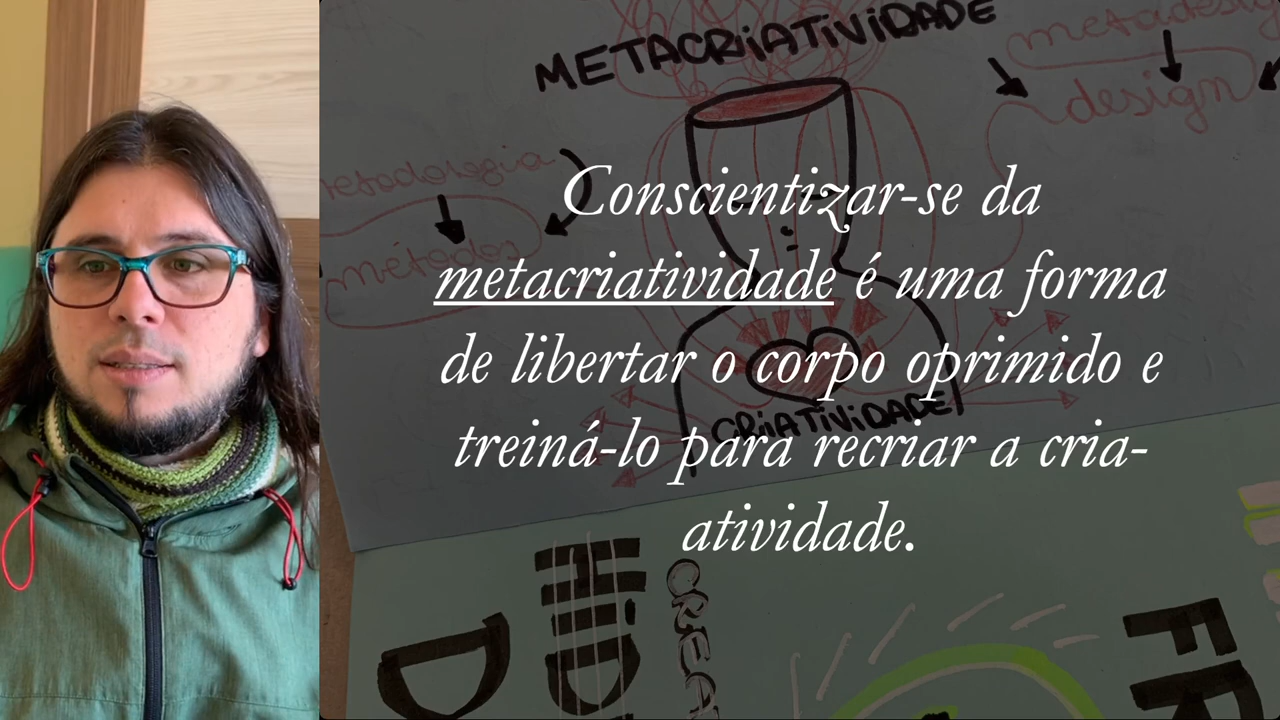 METACRiATiViDADE
metadesign
design
metodologia
métodos
Conscientizar-se da
metacriatividade é uma forma
de libertar o corpo oprimido e
treiná-lo para recriar a cria-
atividade.
CRiATiViDADE